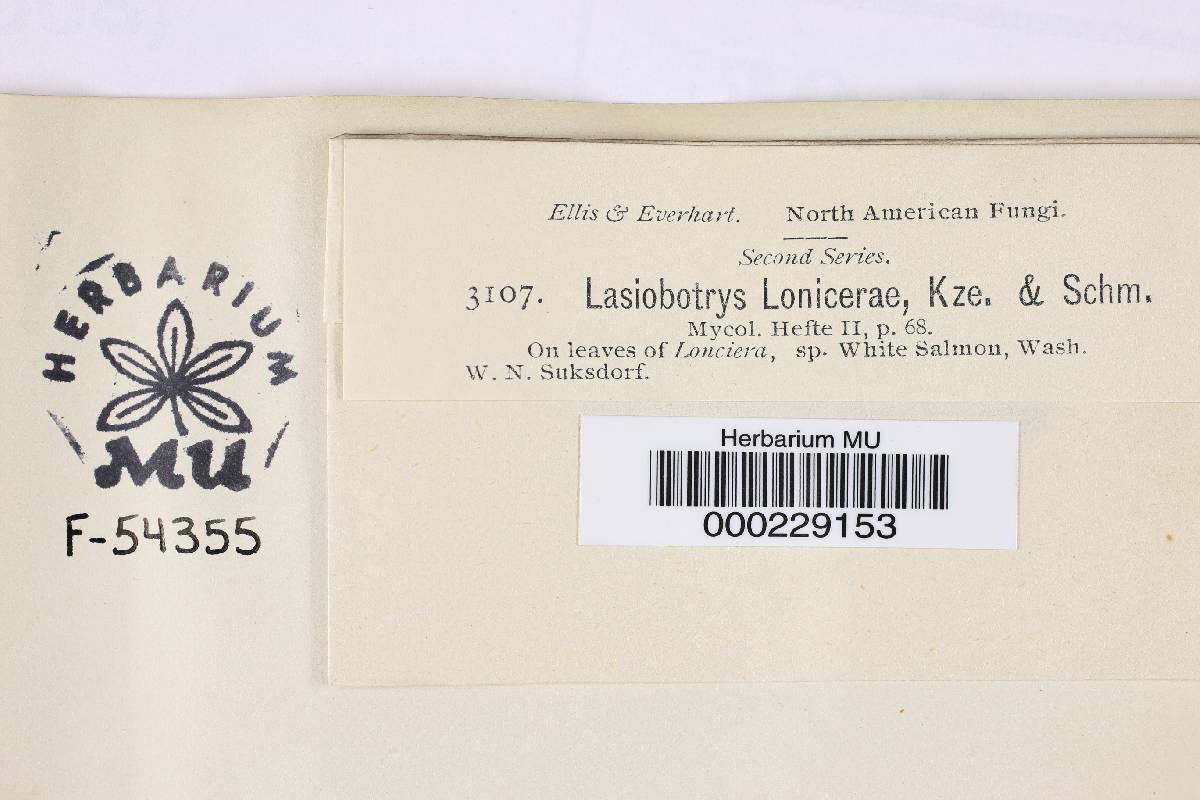 Ellis & Everhart. North American Fungi.
Second Series.
3107. Lasiobotrys Lonicerae, Kze. & Schm.
Mycol. Hefte II, p. 68.
On leaves of Lonciera, sp. White Salmon, Wash.
W. N. Suksdorf.
HERBARIUM
MU
F-54355
Herbarium MU
000229153